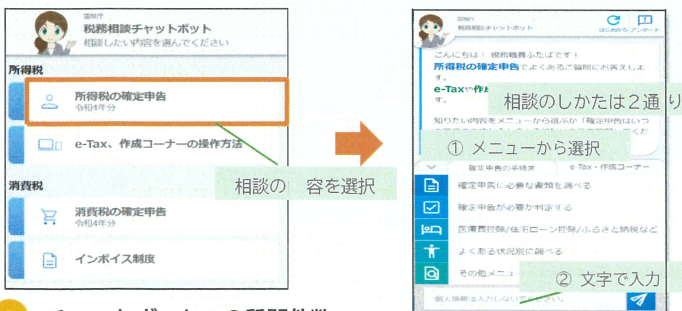 国税庁
税務相談チャットボット
相談したい内容を選んでください
所得税
所得税の確定申告
令和4年分
e-Tax、作成コーナーの操作方法
消費税
消費税の確定申告
令和4年分
インボイス制度
相談の 容を選択
国税庁
税務相談チャットボット
はじめから アンケート
こんにちは！ 税務職員ふたばです！
所得税の確定申告でよくあるご質問にお答えしま
す。
e-Taxや作
す。
相談のしかたは2通り
知りたい内容をメニューから選ぶか「確定申告はいつ
① メニューから選択
確定申告の手続き e-Tax・作成コーナー
確定申告に必要な書類を調べる
確定申告が必要か判定する
医療費控除/住宅ローン控除/ふるさと納税など
よくある状況別に調べる
その他メニュ
② 文字で入力
個人情報は入力しないでください。